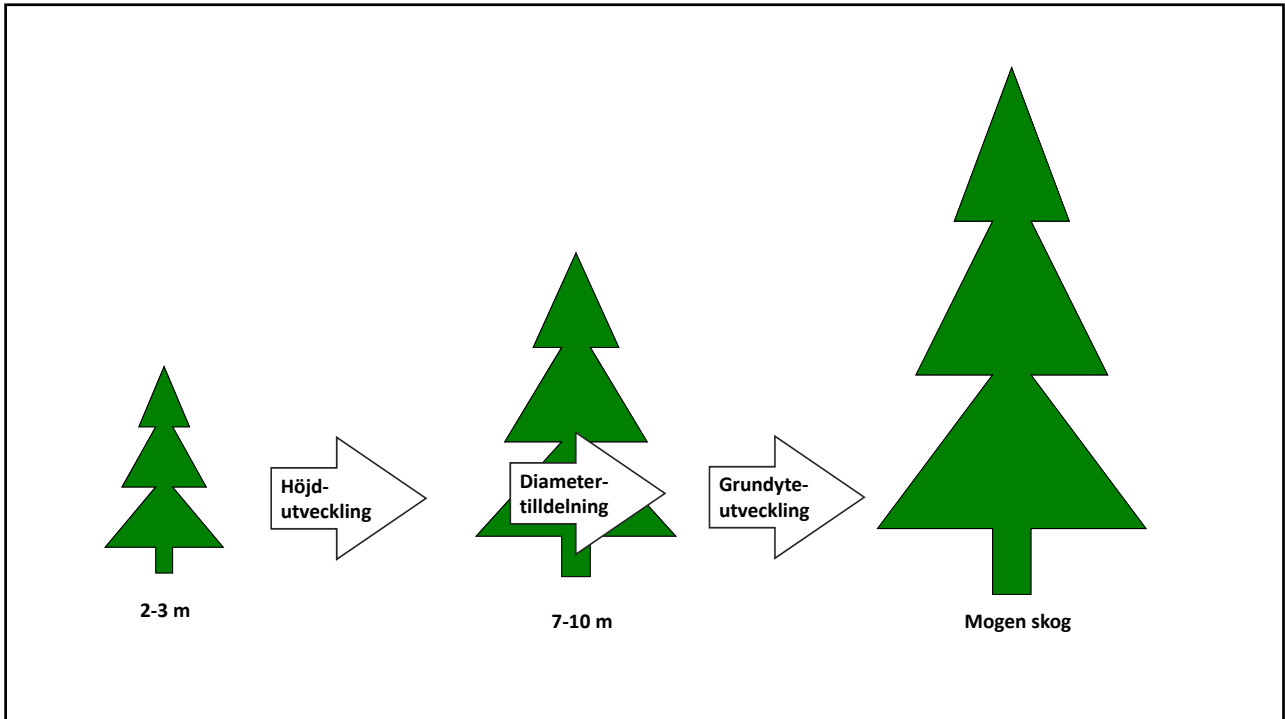 Höjd-
utveckling
Diameter-
tilldelning
Grundyte-
utveckling
2-3 m
7-10 m
Mogen skog